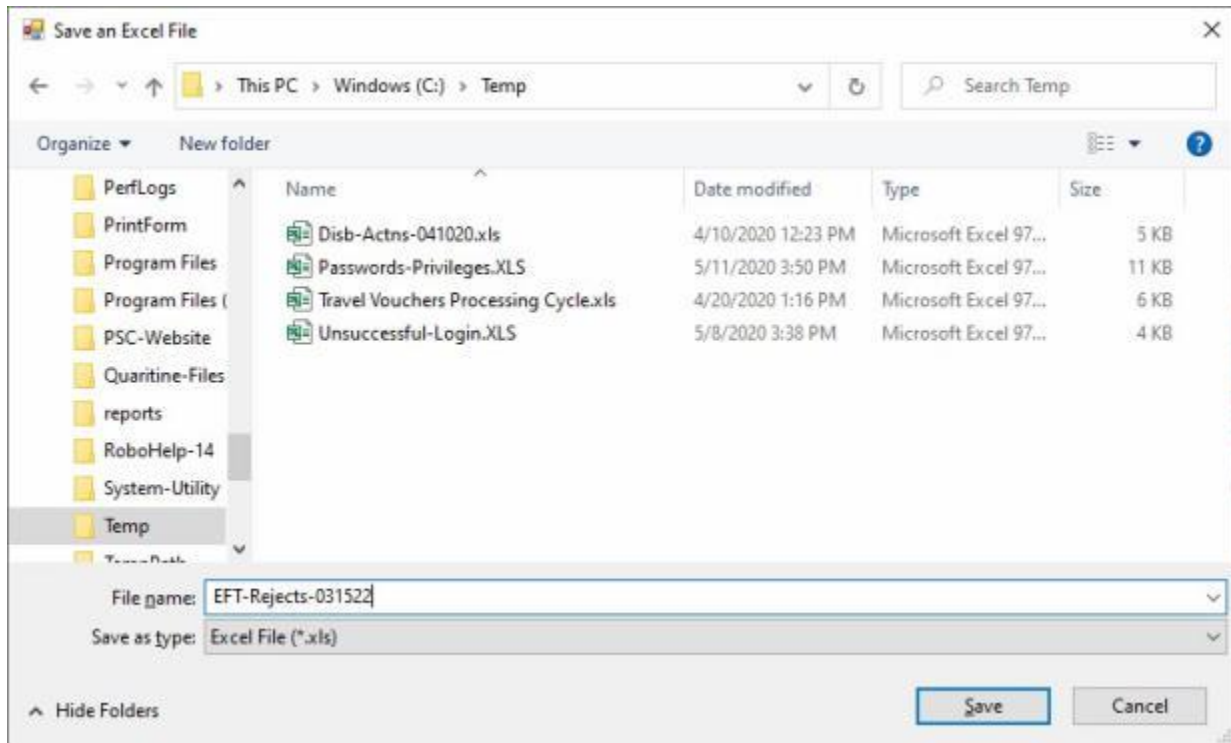 Save an Excel File
This PC > Windows (C:) > Temp
Search Temp
Organize
New folder
Name
Date modified
Type
Size
PerfLogs
PrintForm
Program Files
Program Files (
PSC-Website
Quaritine-Files
reports
RoboHelp-14
System-Utility
Temp
TempPath
Disb-Actns-041020.xls 4/10/2020 12:23 PM Microsoft Excel 97... 5 KB
Passwords-Privileges.XLS 5/11/2020 3:50 PM Microsoft Excel 97... 11 KB
Travel Vouchers Processing Cycle.xls 4/20/2020 1:16 PM Microsoft Excel 97... 6 KB
Unsuccessful-Login.XLS 5/8/2020 3:38 PM Microsoft Excel 97... 4 KB
File name: EFT-Rejects-031522
Save as type: Excel File (*.xls)
Hide Folders
Save
Cancel